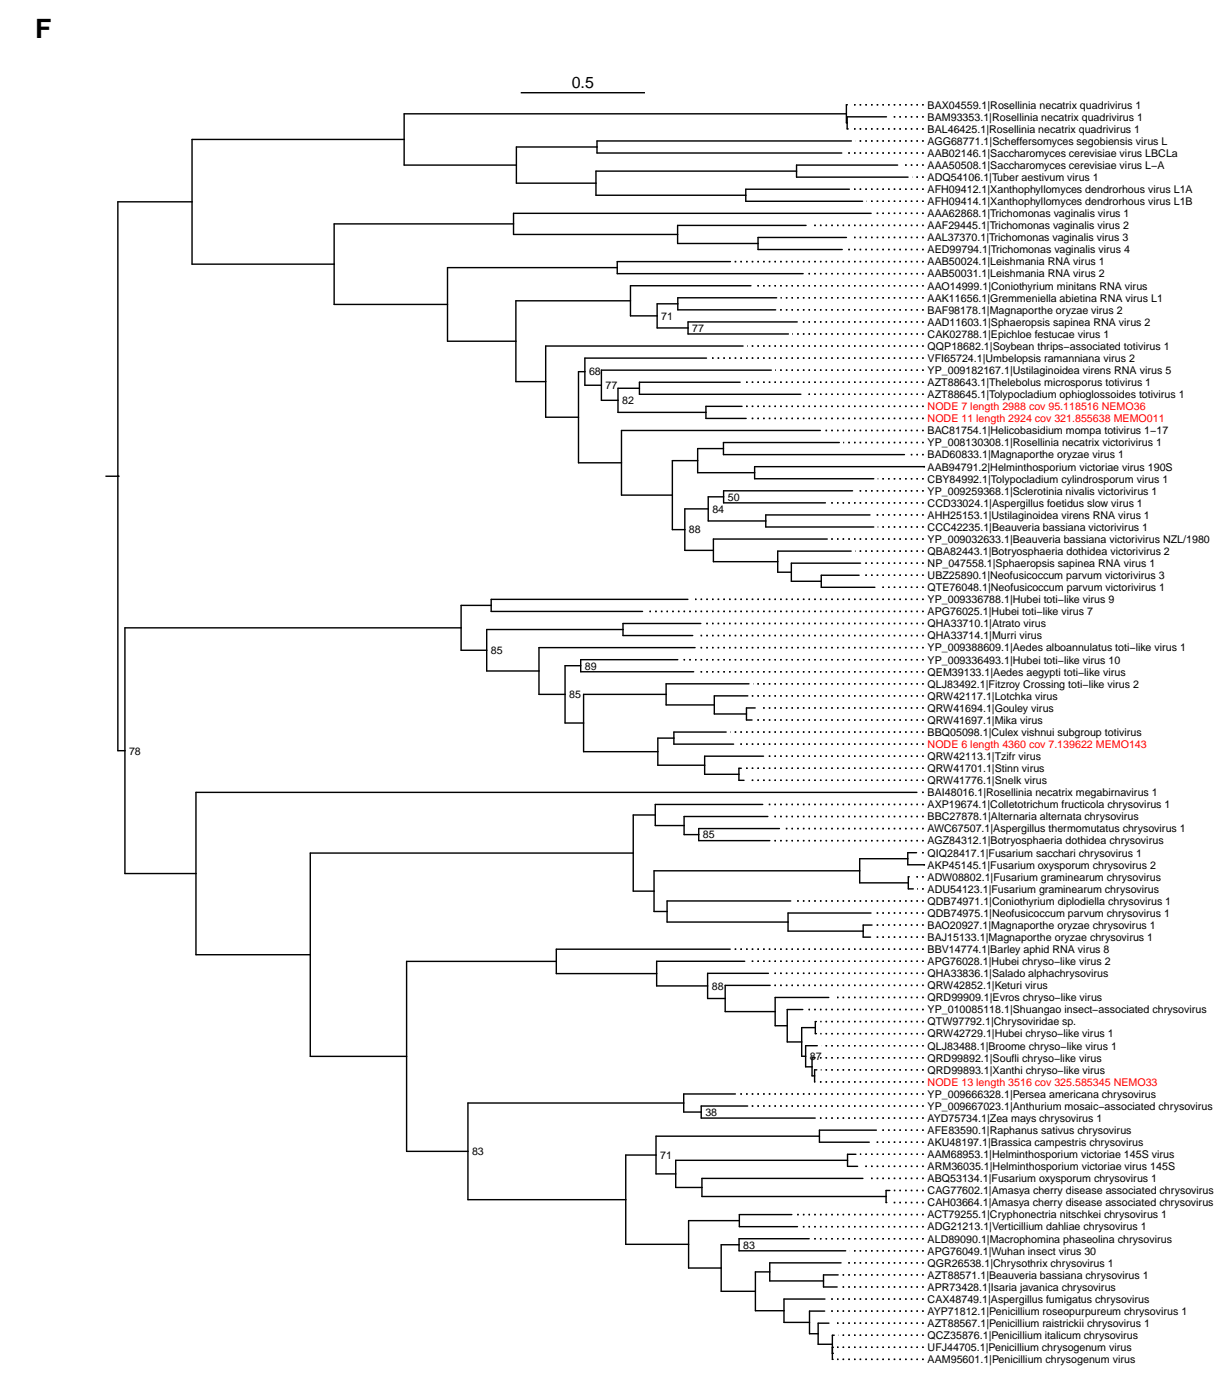 F
0.5
BAX04559.1|Rosellinia necatrix quadrivirus 1
BAM93353.1|Rosellinia necatrix quadrivirus 1
BAL46425.1|Rosellinia necatrix quadrivirus 1
AGG68771.1|Scheffersomyces segobiensis virus L
AAB02146.1|Saccharomyces cerevisiae virus LBCLa
AAA50508.1|Saccharomyces cerevisiae virus L−A
ADQ54106.1|Tuber aestivum virus 1
AFH09412.1|Xanthophyllomyces dendrorhous virus L1A
AFH09414.1|Xanthophyllomyces dendrorhous virus L1B
AAA62868.1|Trichomonas vaginalis virus 1
AAF29445.1|Trichomonas vaginalis virus 2
AAL37370.1|Trichomonas vaginalis virus 3
AED99794.1|Trichomonas vaginalis virus 4
AAB50024.1|Leishmania RNA virus 1
AAB50031.1|Leishmania RNA virus 2
AAO14999.1|Coniothyrium minitans RNA virus
AAK11656.1|Gremmeniella abietina RNA virus L1
71 BAF98178.1|Magnaporthe oryzae virus 2
AAD11603.1|Sphaeropsis sapinea RNA virus 2
77 CAK02788.1|Epichloe festucae virus 1
QQP18682.1|Soybean thrips−associated totivirus 1
VFI65724.1|Umbelopsis ramanniana virus 2
68 YP_009182167.1|Ustilaginoidea virens RNA virus 5
77 AZT88643.1|Thelebolus microsporus totivirus 1
82 AZT88645.1|Tolypocladium ophioglossoides totivirus 1
NODE 7 length 2988 cov 95.118516 NEMO36
NODE 11 length 2924 cov 321.855638 MEMO011
BAC81754.1|Helicobasidium mompa totivirus 1−17
YP_008130308.1|Rosellinia necatrix victorivirus 1
BAD60833.1|Magnaporthe oryzae virus 1
AAB94791.2|Helminthosporium victoriae virus 190S
CBY84992.1|Tolypocladium cylindrosporum virus 1
YP_009259368.1|Sclerotinia nivalis victorivirus 1
50 CCD33024.1|Aspergillus foetidus slow virus 1
84 AHH25153.1|Ustilaginoidea virens RNA virus 1
88 CCC42235.1|Beauveria bassiana victorivirus 1
YP_009032633.1|Beauveria bassiana victorivirus NZL/1980
QBA82443.1|Botryosphaeria dothidea victorivirus 2
NP_047558.1|Sphaeropsis sapinea RNA virus 1
UBZ25890.1|Neofusicoccum parvum victorivirus 3
QTE76048.1|Neofusicoccum parvum victorivirus 1
YP_009336788.1|Hubei toti−like virus 9
APG76025.1|Hubei toti−like virus 7
QHA33710.1|Atrato virus
QHA33714.1|Murri virus
85 YP_009388609.1|Aedes alboannulatus toti−like virus 1
YP_009336493.1|Hubei toti−like virus 10
89 QEM39133.1|Aedes aegypti toti−like virus
QLJ83492.1|Fitzroy Crossing toti−like virus 2
85 QRW42117.1|Lotchka virus
QRW41694.1|Gouley virus
QRW41697.1|Mika virus
BBQ05098.1|Culex vishnui subgroup totivirus
NODE 6 length 4360 cov 7.139622 MEMO143
78 QRW42113.1|Tzifr virus
QRW41701.1|Stinn virus
QRW41776.1|Snelk virus
BAI48016.1|Rosellinia necatrix megabirnavirus 1
AXP19674.1|Colletotrichum fructicola chrysovirus 1
BBC27878.1|Alternaria alternata chrysovirus
AWC67507.1|Aspergillus thermomutatus chrysovirus 1
85 AGZ84312.1|Botryosphaeria dothidea chrysovirus
QIQ28417.1|Fusarium sacchari chrysovirus 1
AKP45145.1|Fusarium oxysporum chrysovirus 2
ADW08802.1|Fusarium graminearum chrysovirus
ADU54123.1|Fusarium graminearum chrysovirus
QDB74971.1|Coniothyrium diplodiella chrysovirus 1
QDB74975.1|Neofusicoccum parvum chrysovirus 1
BAO20927.1|Magnaporthe oryzae chrysovirus 1
BAJ15133.1|Magnaporthe oryzae chrysovirus 1
BBV14774.1|Barley aphid RNA virus 8
APG76028.1|Hubei chryso−like virus 2
QHA33836.1|Salado alphachrysovirus
88 QRW42852.1|Keturi virus
QRD99909.1|Evros chryso−like virus
YP_010085118.1|Shuangao insect−associated chrysovirus
QTW97792.1|Chrysoviridae sp.
QRW42729.1|Hubei chryso−like virus 1
QLJ83488.1|Broome chryso−like virus 1
87 QRD99892.1|Soufli chryso−like virus
QRD99893.1|Xanthi chryso−like virus
NODE 13 length 3516 cov 325.585345 NEMO33
YP_009666328.1|Persea americana chrysovirus
YP_009667023.1|Anthurium mosaic−associated chrysovirus
38 AYD75734.1|Zea mays chrysovirus 1
AFE83590.1|Raphanus sativus chrysovirus
AKU48197.1|Brassica campestris chrysovirus
83 71 AAM68953.1|Helminthosporium victoriae 145S virus
ARM36035.1|Helminthosporium victoriae virus 145S
ABQ53134.1|Fusarium oxysporum chrysovirus 1
CAG77602.1|Amasya cherry disease associated chrysovirus
CAH03664.1|Amasya cherry disease associated chrysovirus
ACT79255.1|Cryphonectria nitschkei chrysovirus 1
ADG21213.1|Verticillium dahliae chrysovirus 1
ALD89090.1|Macrophomina phaseolina chrysovirus
83 APG76049.1|Wuhan insect virus 30
QGR26538.1|Chrysothrix chrysovirus 1
AZT88571.1|Beauveria bassiana chrysovirus 1
APR73428.1|Isaria javanica chrysovirus
CAX48749.1|Aspergillus fumigatus chrysovirus
AYP71812.1|Penicillium roseopurpureum chrysovirus 1
AZT88567.1|Penicillium raistrickii chrysovirus 1
QCZ35876.1|Penicillium italicum chrysovirus
UFJ44705.1|Penicillium chrysogenum virus
AAM95601.1|Penicillium chrysogenum virus